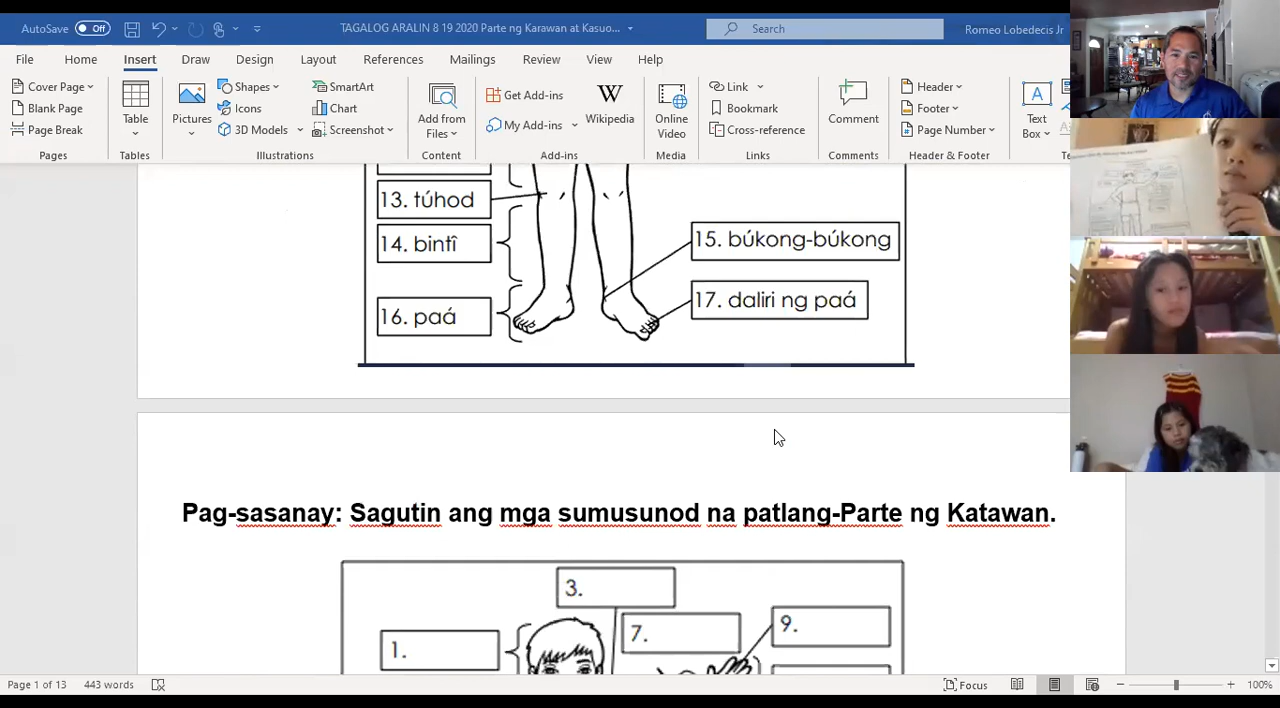 AutoSave Off TAGALOG ARALIN 8 19 2020 Parte ng Karawan at Kasuo... Search Romeo Lobedecis Jr
File Home Insert Draw Design Layout References Mailings Review View Help
Cover Page
Blank Page
Page Break
Pages
Table
Tables
Pictures
Shapes
Icons
3D Models
SmartArt
Chart
Screenshot
Illustrations
Add from
Files
Content
Get Add-ins
My Add-ins
Wikipedia
Add-ins
Online
Video
Media
Link
Bookmark
Cross-reference
Links
Comment
Comments
Header
Footer
Page Number
Header & Footer
Text
Box
13. túhod
14. bintî
15. búkong-búkong
16. paá
17. daliri ng paá
Pag-sasanay: Sagutin ang mga sumusunod na patlang-Parte ng Katawan.
3.
7.
9.
1.
Page 1 of 13 443 words Focus 100%